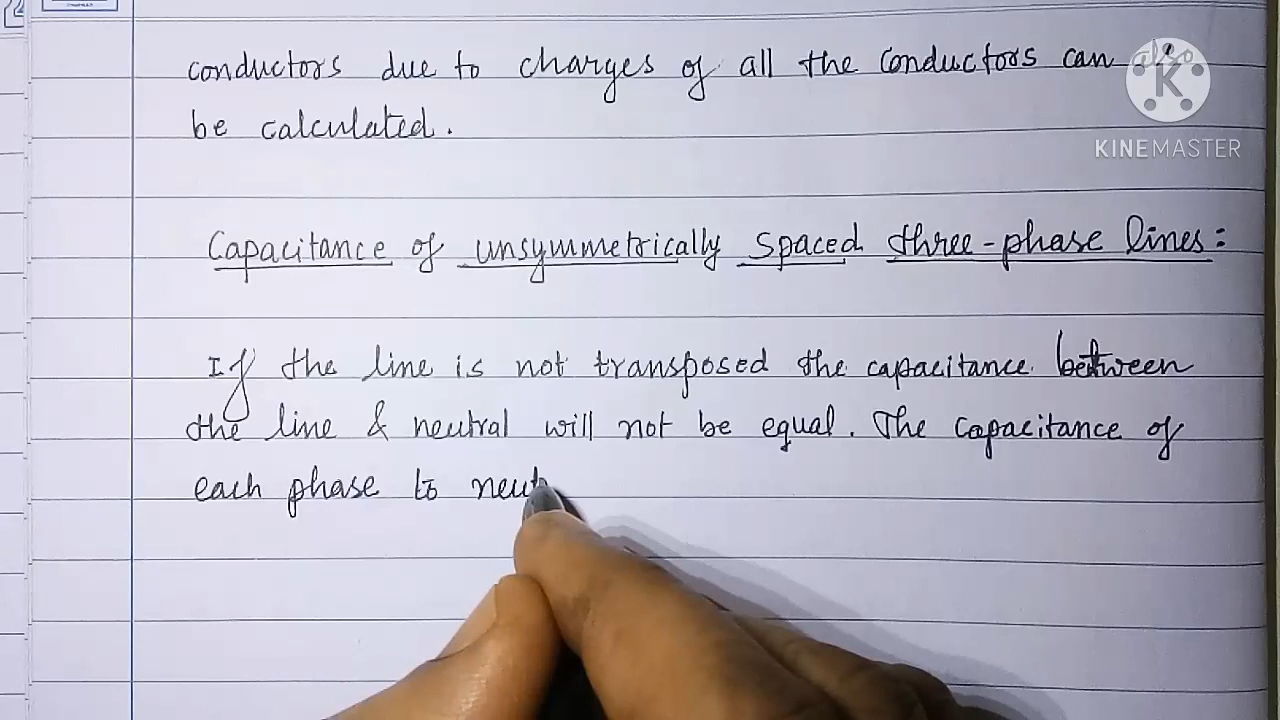 conductors due to charges of all the conductors can also
be calculated.
KINEMASTER
Capacitance of unsymmetrically spaced three-phase lines:
If the line is not transposed the capacitance between
the line & neutral will not be equal. The capacitance of
each phase to neut